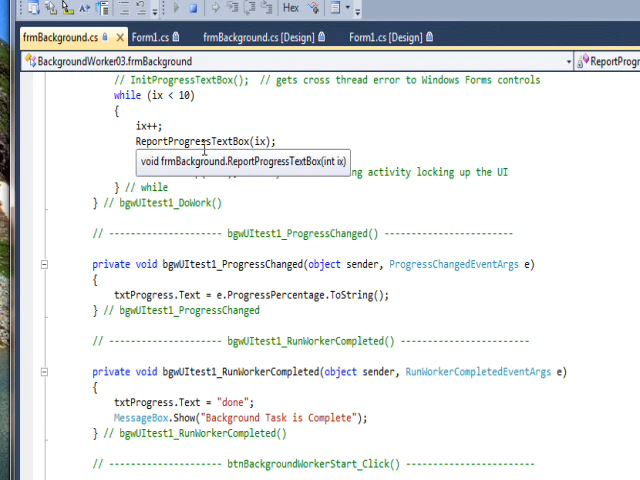 Hex
frmBackground.cs Form1.cs frmBackground.cs [Design] Form1.cs [Design]
BackgroundWorker03.frmBackground ReportProgr
// InitProgressTextBox(); // gets cross thread error to Windows Forms controls
while (ix < 10)
{
ix++;
ReportProgressTextBox(ix);
void frmBackground.ReportProgressTextBox(int ix)
ng activity locking up the UI
} // while
} // bgwUItest1_DoWork()
// --------------------- bgwUItest1_ProgressChanged() ------------------------
private void bgwUItest1_ProgressChanged(object sender, ProgressChangedEventArgs e)
{
txtProgress.Text = e.ProgressPercentage.ToString();
} // bgwUItest1_ProgressChanged
// --------------------- bgwUItest1_RunWorkerCompleted() ------------------------
private void bgwUItest1_RunWorkerCompleted(object sender, RunWorkerCompletedEventArgs e)
{
txtProgress.Text = "done";
MessageBox.Show("Background Task is Complete");
} // bgwUItest1_RunWorkerCompleted()
// --------------------- btnBackgroundWorkerStart_Click() ------------------------